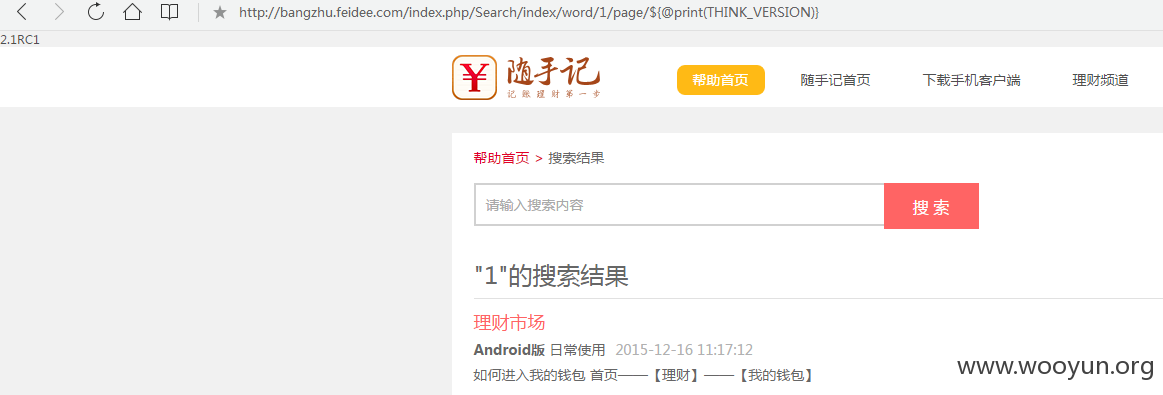 http://bangzhu.feidee.com/index.php/Search/index/word/1/page/${@print(THINK_VERSION)}
2.1RC1
¥ 随手记
记账理财第一步
帮助首页 随手记首页 下载手机客户端 理财频道
帮助首页 > 搜索结果
请输入搜索内容 搜 索
"1"的搜索结果
理财市场
Android版 日常使用 2015-12-16 11:17:12
如何进入我的钱包 首页——【理财】——【我的钱包】
www.wooyun.org